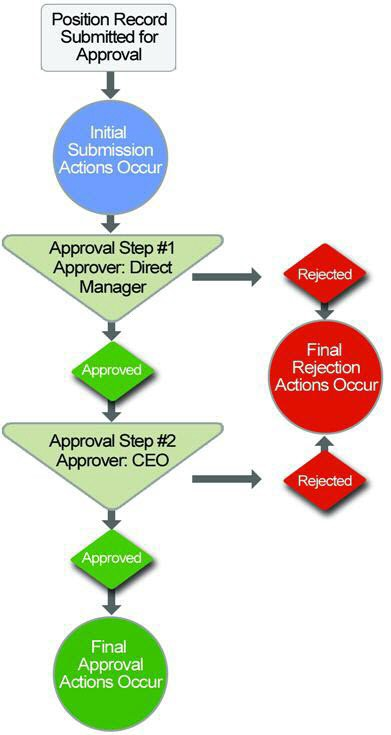 Position Record
Submitted for
Approval
Initial
Submission
Actions Occur
Approval Step #1
Approver: Direct
Manager
Rejected
Final
Rejection
Actions Occur
Approved
Approval Step #2
Approver: CEO
Rejected
Approved
Final
Approval
Actions Occur